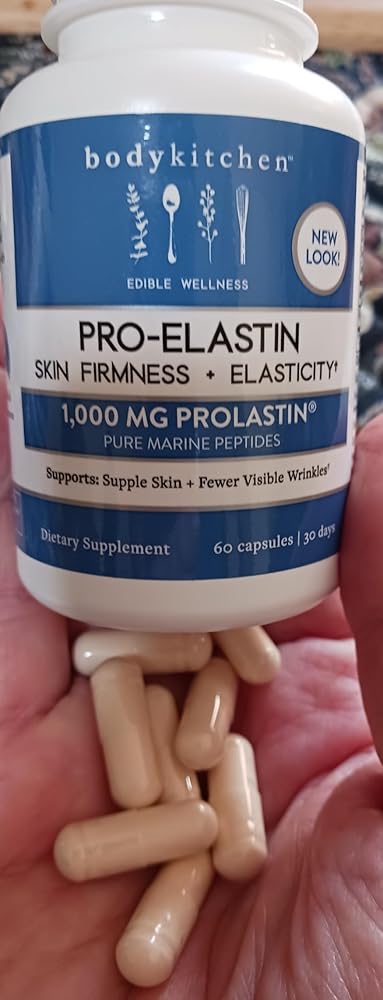 bodykitchen™
NEW
LOOK!
EDIBLE WELLNESS
PRO-ELASTIN
SKIN FIRMNESS + ELASTICITY†
1,000 MG PROLASTIN®
PURE MARINE PEPTIDES
Supports: Supple Skin + Fewer Visible Wrinkles†
Dietary Supplement
60 capsules | 30 days